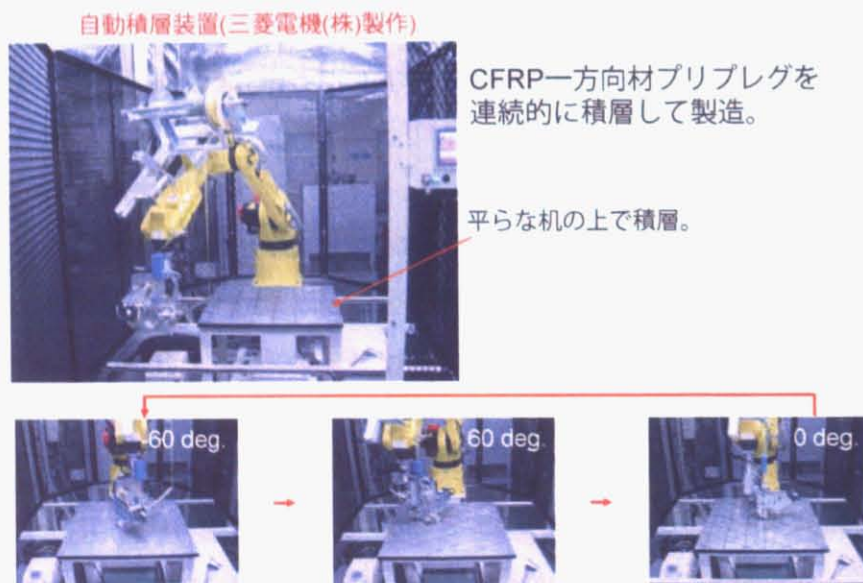 自動積層装置(三菱電機(株)製作)
CFRP一方向材プリプレグを
連続的に積層して製造。
平らな机の上で積層。
-60 deg.
60 deg.
0 deg.